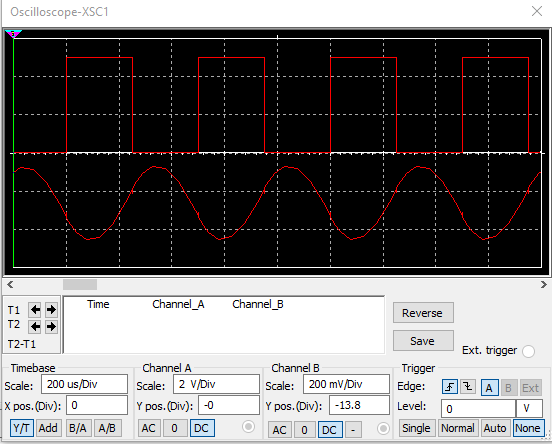 Oscilloscope-XSC1
Time Channel_A Channel_B
T1
T2
T2-T1
Reverse
Save
Ext. trigger
Timebase
Scale: 200 us/Div
X pos.(Div): 0
Y/T Add B/A A/B
Channel A
Scale: 2 V/Div
Y pos.(Div): -0
AC 0 DC
Channel B
Scale: 200 mV/Div
Y pos.(Div): -13.8
AC 0 DC -
Trigger
Edge: A B Ext
Level: 0 V
Single Normal Auto None